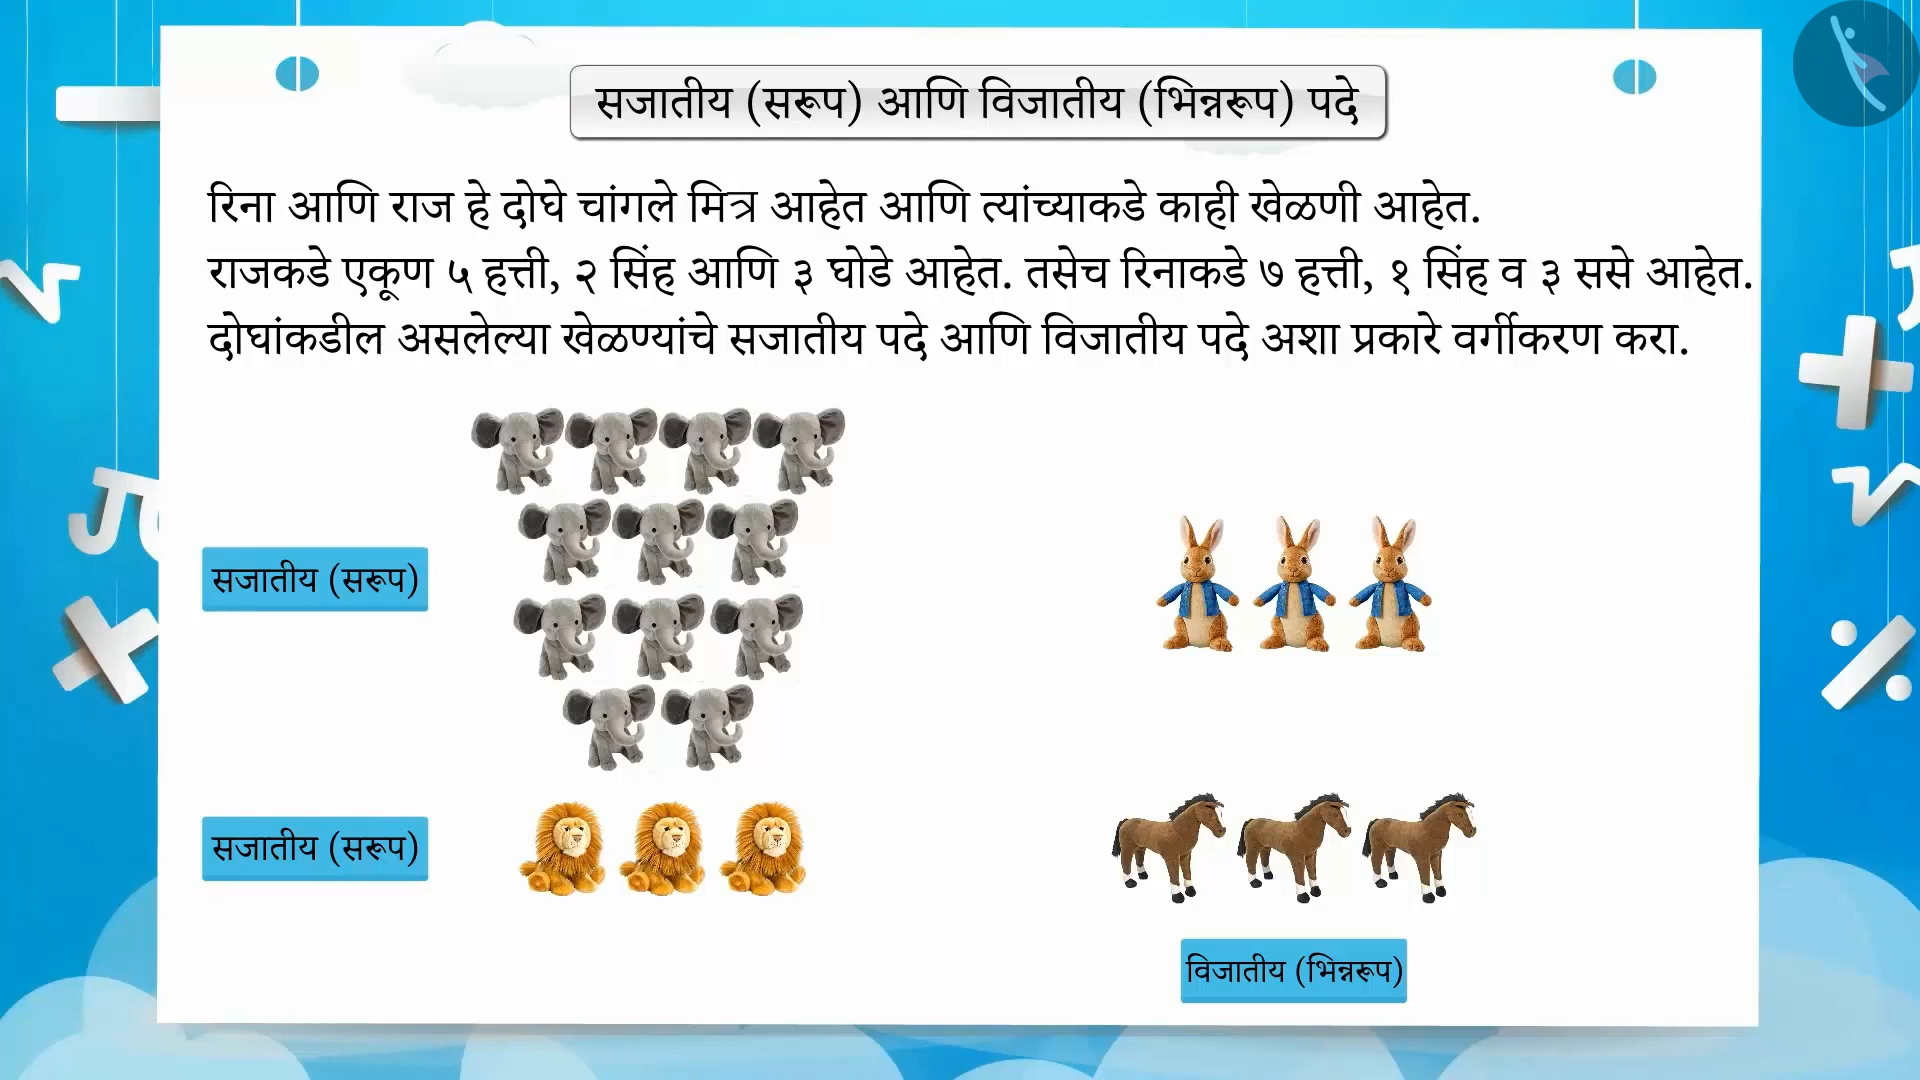 सजातीय (सरूप) आणि विजातीय (भिन्नरूप) पदे
रिना आणि राज हे दोघे चांगले मित्र आहेत आणि त्यांच्याकडे काही खेळणी आहेत.
राजकडे एकूण ५ हत्ती, २ सिंह आणि ३ घोडे आहेत. तसेच रिनाकडे ७ हत्ती, १ सिंह व ३ ससे आहेत.
दोघांकडील असलेल्या खेळण्यांचे सजातीय पदे आणि विजातीय पदे अशा प्रकारे वर्गीकरण करा.
सजातीय (सरूप)
सजातीय (सरूप)
विजातीय (भिन्नरूप)